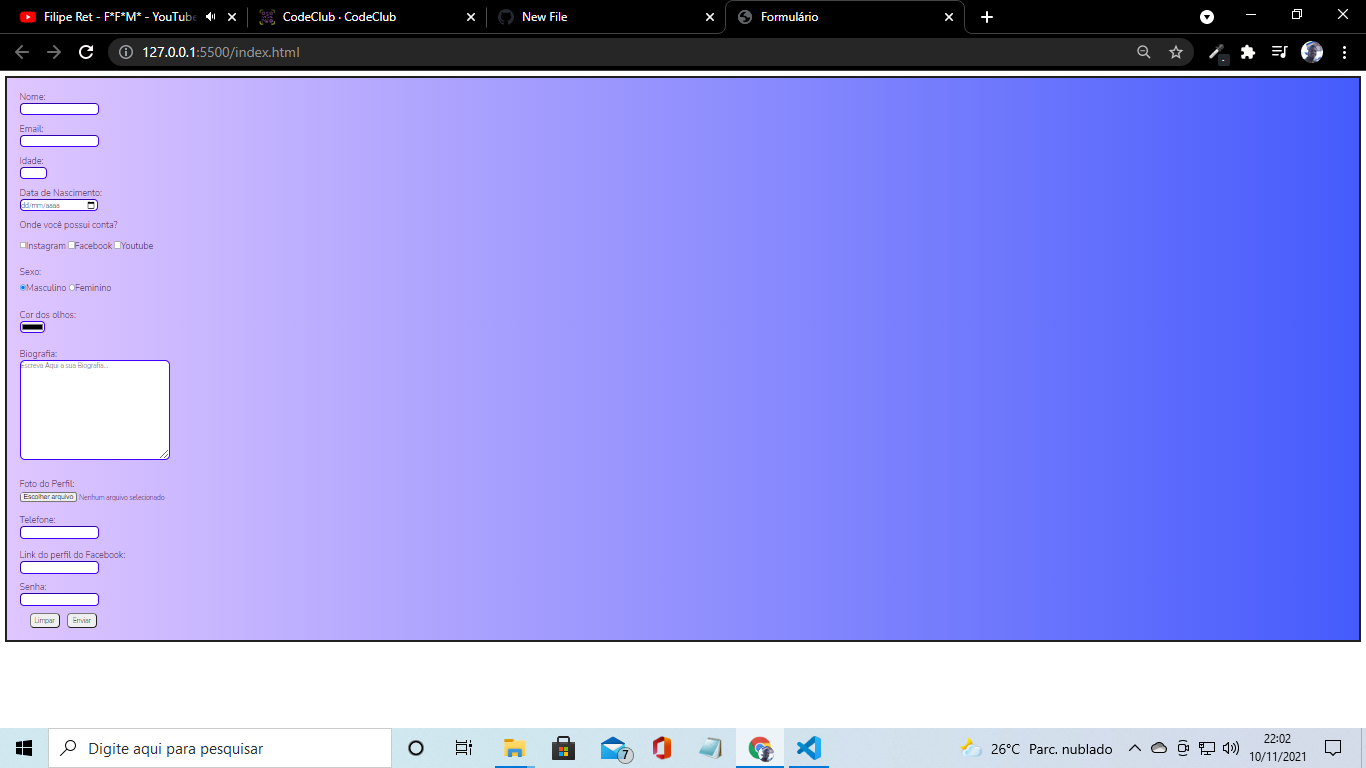 Filipe Ret - F*F*M* - YouTube
CodeClub · CodeClub
New File
Formulário
127.0.0.1:5500/index.html
Nome:
Email:
Idade:
Data de Nascimento:
dd/mm/aaaa
Onde você possui conta?
Instagram Facebook Youtube
Sexo:
Masculino Feminino
Cor dos olhos:
Biografia:
Escreva Aqui a sua Biografia...
Foto do Perfil:
Escolher arquivo Nenhum arquivo selecionado
Telefone:
Link do perfil do Facebook:
Senha:
Limpar Enviar
Digite aqui para pesquisar
7
26°C Parc. nublado
22:02
10/11/2021